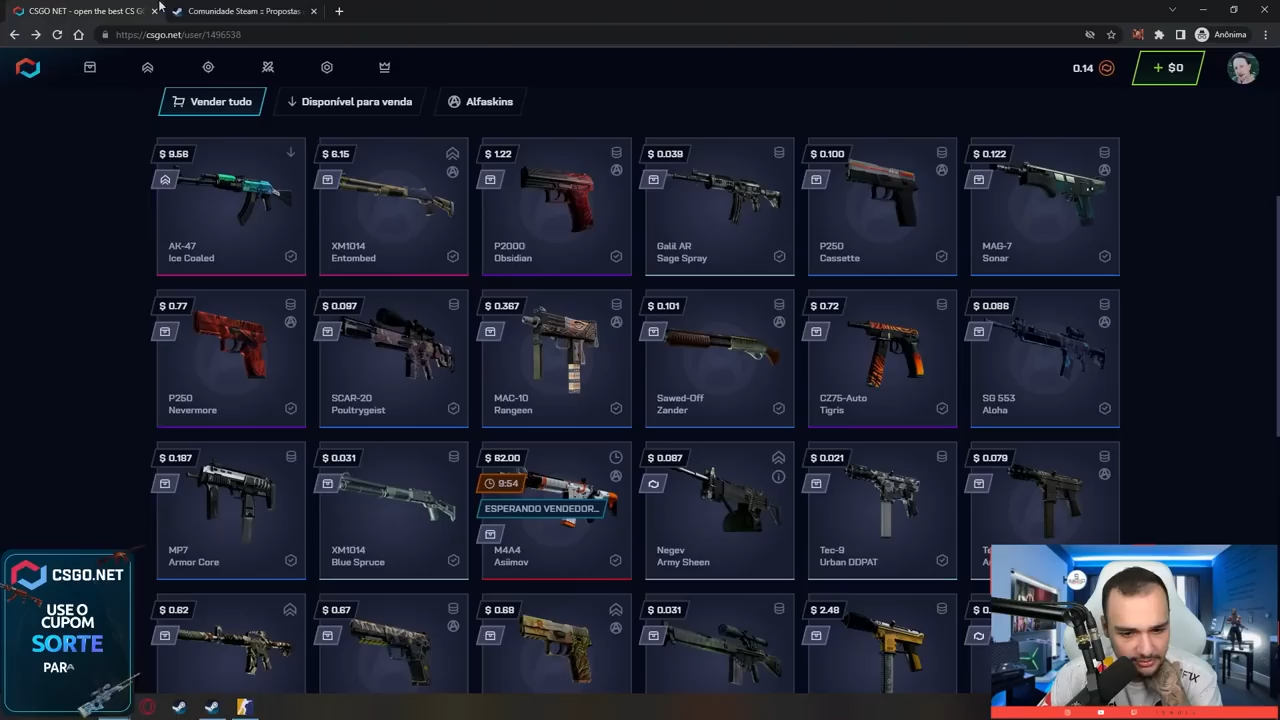 CSGO NET - open the best CS G
Comunidade Steam :: Propostas
https://csgo.net/user/1496538
Anônima
0.14
+ $0
Vender tudo
Disponível para venda
Alfaskins
$ 9.56
AK-47
Ice Coaled
$ 6.15
XM1014
Entombed
$ 1.22
P2000
Obsidian
$ 0.039
Galil AR
Sage Spray
$ 0.100
P250
Cassette
$ 0.122
MAG-7
Sonar
$ 0.77
P250
Nevermore
$ 0.097
SCAR-20
Poultrygeist
$ 0.367
MAC-10
Rangeen
$ 0.101
Sawed-Off
Zander
$ 0.72
CZ75-Auto
Tigris
$ 0.086
SG 553
Aloha
$ 0.187
MP7
Armor Core
$ 0.031
XM1014
Blue Spruce
$ 62.00
9:54
ESPERANDO VENDEDOR...
M4A4
Asiimov
$ 0.087
Negev
Army Sheen
$ 0.021
Tec-9
Urban DDPAT
$ 0.079
$ 0.62
$ 0.67
$ 0.68
$ 0.031
$ 2.48
CSGO.NET
USE O
CUPOM
SORTE
PARA